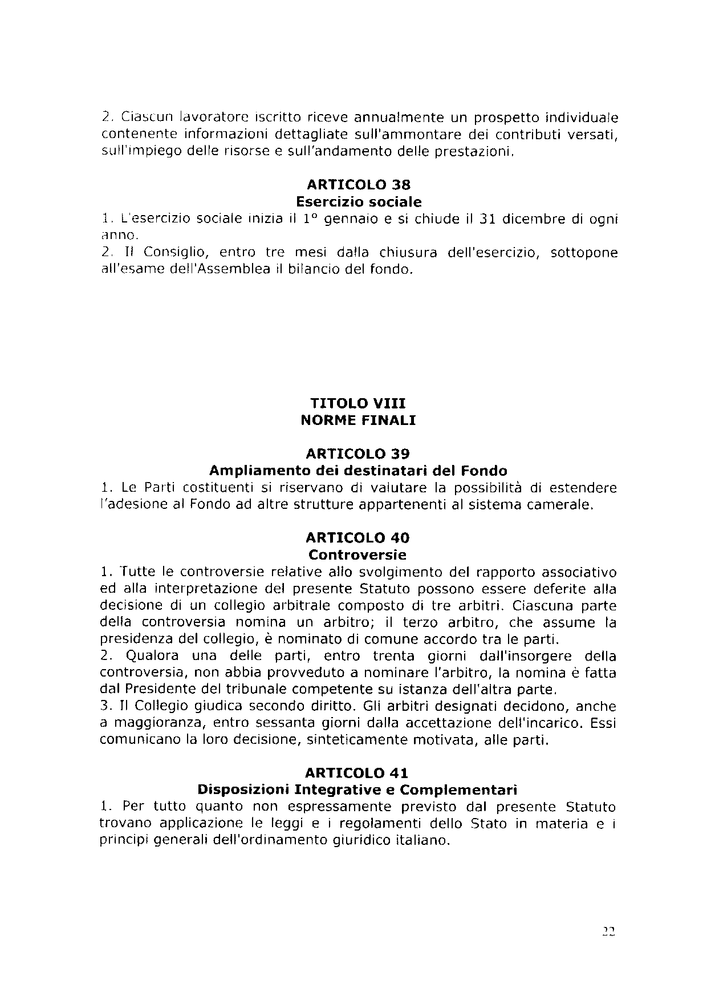 2. Ciascun lavoratore iscritto riceve annualmente un prospetto individuale
contenente informazioni dettagliate sull'ammontare dei contributi versati,
sull'impiego delle risorse e sull'andamento delle prestazioni.
ARTICOLO 38
Esercizio sociale
1. L'esercizio sociale inizia il 1° gennaio e si chiude il 31 dicembre di ogni
anno.
2. Il Consiglio, entro tre mesi dalla chiusura dell'esercizio, sottopone
all'esame dell'Assemblea il bilancio del fondo.
TITOLO VIII
NORME FINALI
ARTICOLO 39
Ampliamento dei destinatari del Fondo
1. Le Parti costituenti si riservano di valutare la possibilità di estendere
l'adesione al Fondo ad altre strutture appartenenti al sistema camerale.
ARTICOLO 40
Controversie
1. Tutte le controversie relative allo svolgimento del rapporto associativo
ed alla interpretazione del presente Statuto possono essere deferite alla
decisione di un collegio arbitrale composto di tre arbitri. Ciascuna parte
della controversia nomina un arbitro; il terzo arbitro, che assume la
presidenza del collegio, è nominato di comune accordo tra le parti.
2. Qualora una delle parti, entro trenta giorni dall'insorgere della
controversia, non abbia provveduto a nominare l'arbitro, la nomina è fatta
dal Presidente del tribunale competente su istanza dell'altra parte.
3. Il Collegio giudica secondo diritto. Gli arbitri designati decidono, anche
a maggioranza, entro sessanta giorni dalla accettazione dell'incarico. Essi
comunicano la loro decisione, sinteticamente motivata, alle parti.
ARTICOLO 41
Disposizioni Integrative e Complementari
1. Per tutto quanto non espressamente previsto dal presente Statuto
trovano applicazione le leggi e i regolamenti dello Stato in materia e i
principi generali dell'ordinamento giuridico italiano.
22